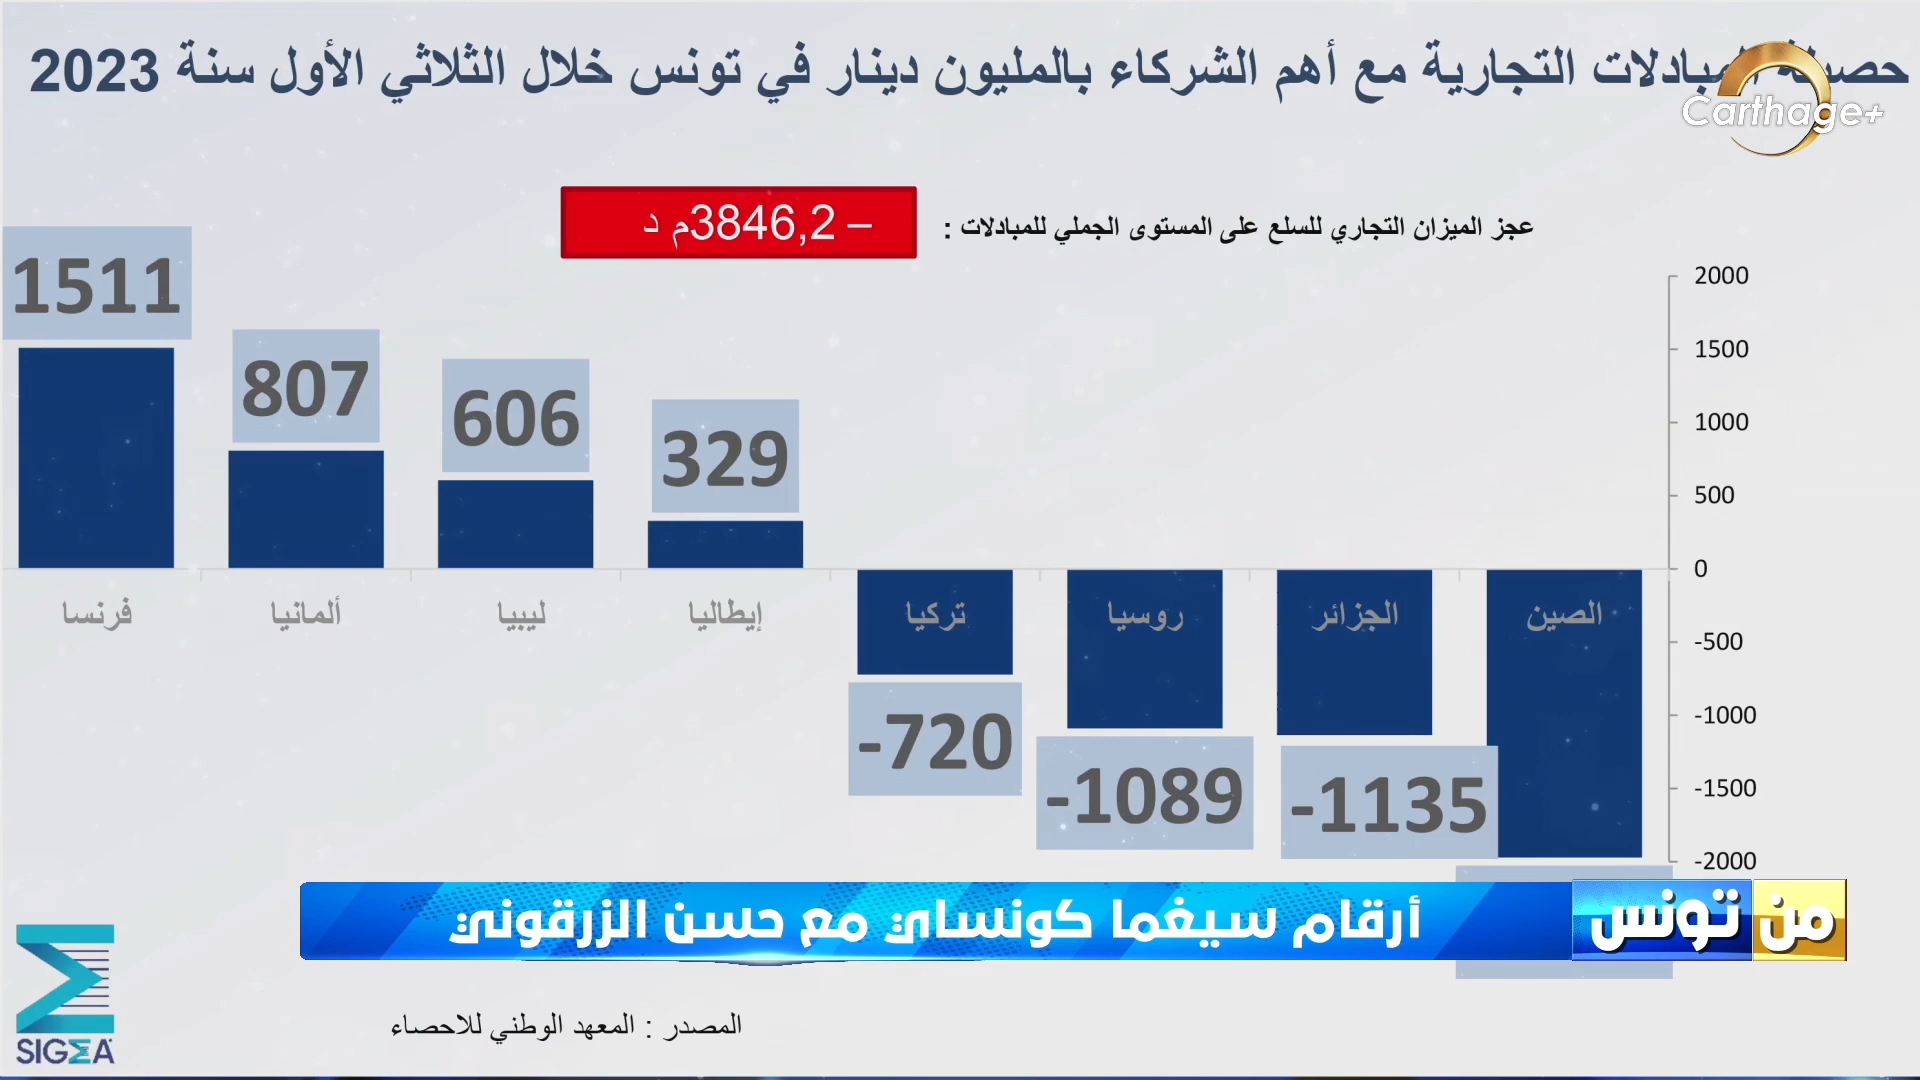 حصيلة المبادلات التجارية مع أهم الشركاء بالمليون دينار في تونس خلال الثلاثي الأول سنة 2023
Carthage+
عجز الميزان التجاري للسلع على المستوى الجملي للمبادلات :
– 3846,2م د
2000
1500
1000
500
0
-500
-1000
-1500
-2000
1511
807
606
329
فرنسا
ألمانيا
ليبيا
إيطاليا
تركيا
روسيا
الجزائر
الصين
-720
-1089
-1135
من تونس
أرقام سيغما كونساي مع حسن الزرقوني
المصدر : المعهد الوطني للاحصاء
SIGMA